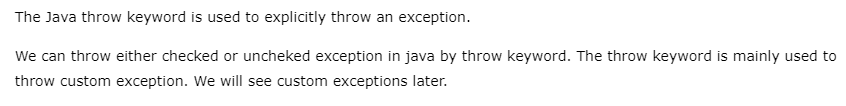 The Java throw keyword is used to explicitly throw an exception.
We can throw either checked or uncheked exception in java by throw keyword. The throw keyword is mainly used to
throw custom exception. We will see custom exceptions later.